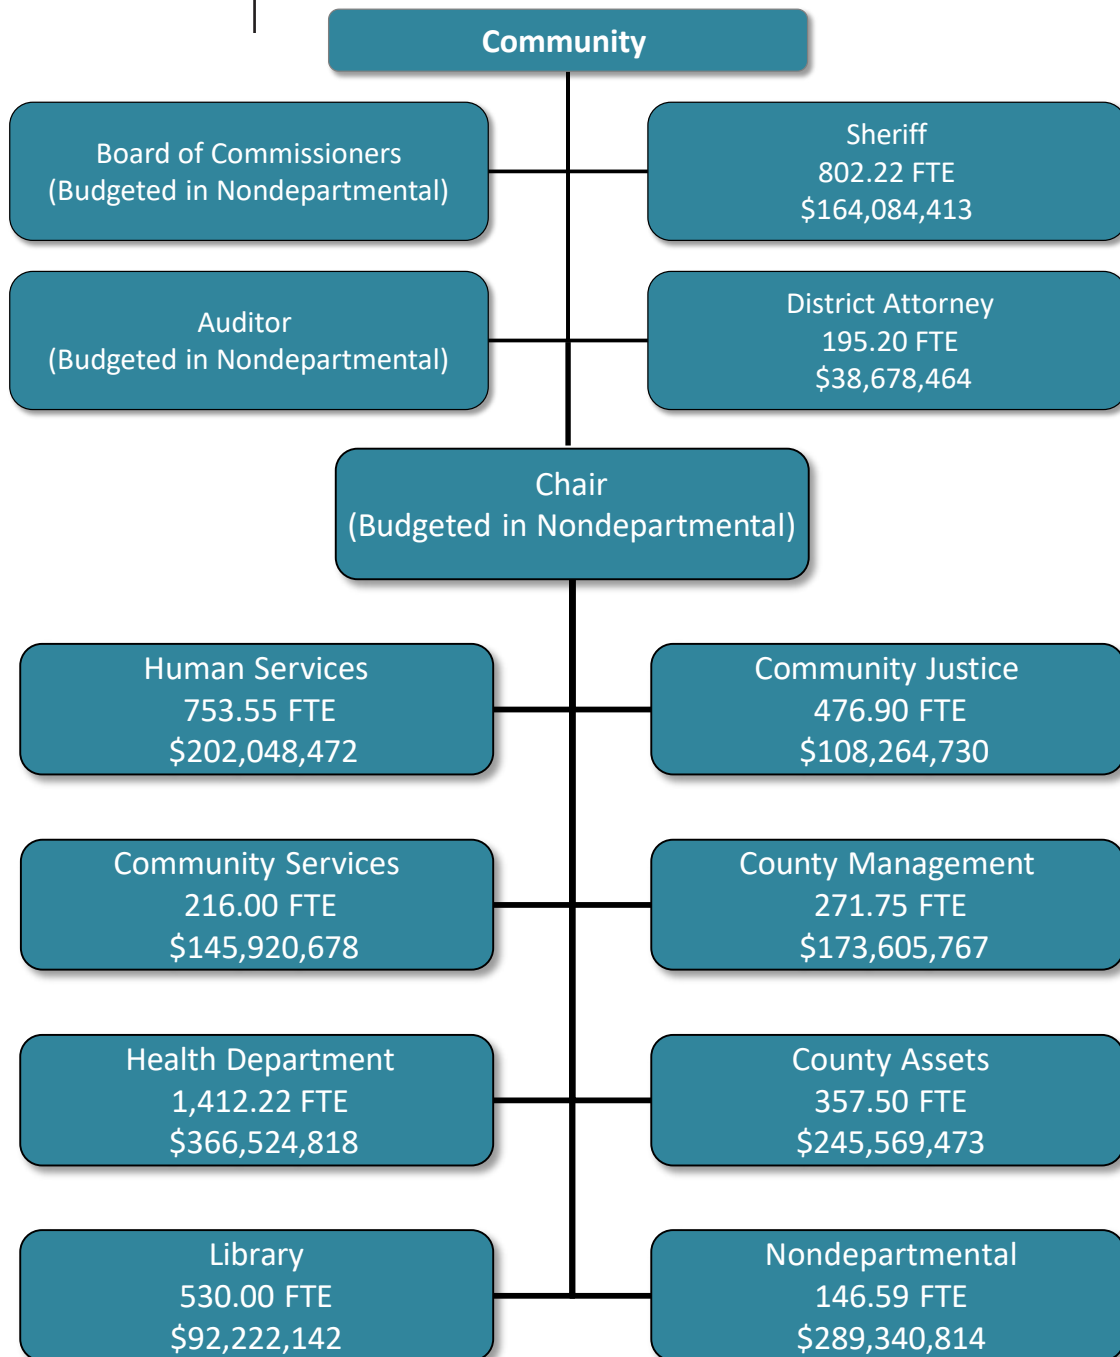 Community
Board of Commissioners
(Budgeted in Nondepartmental)
Sheriff
802.22 FTE
$164,084,413
Auditor
(Budgeted in Nondepartmental)
District Attorney
195.20 FTE
$38,678,464
Chair
(Budgeted in Nondepartmental)
Human Services
753.55 FTE
$202,048,472
Community Justice
476.90 FTE
$108,264,730
Community Services
216.00 FTE
$145,920,678
County Management
271.75 FTE
$173,605,767
Health Department
1,412.22 FTE
$366,524,818
County Assets
357.50 FTE
$245,569,473
Library
530.00 FTE
$92,222,142
Nondepartmental
146.59 FTE
$289,340,814